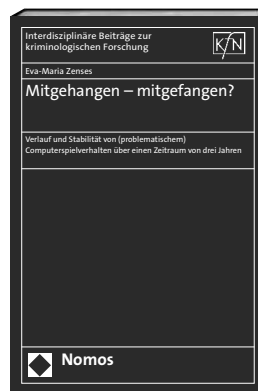 Interdisziplinäre Beiträge zur
kriminologischen Forschung
KfN
Eva-Maria Zenses
Mitgehangen – mitgefangen?
Verlauf und Stabilität von (problematischem)
Computerspielverhalten über einen Zeitraum von drei Jahren
Nomos